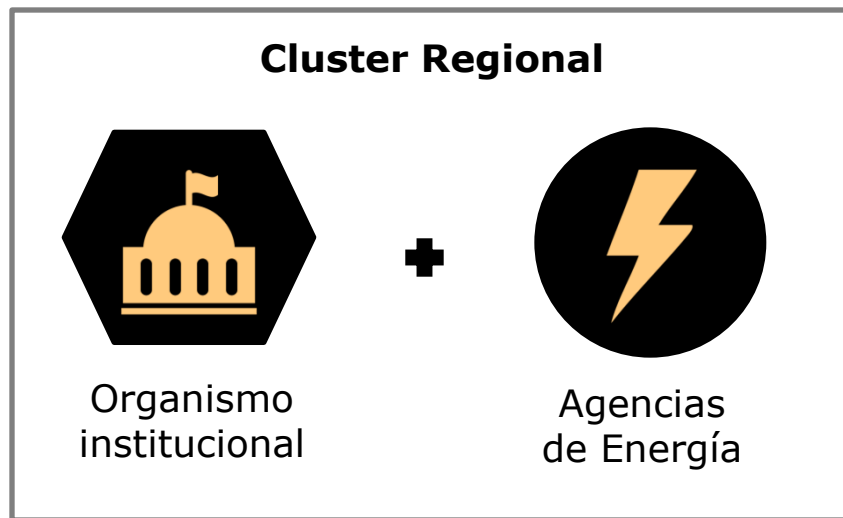 Cluster Regional
Organismo
institucional
Agencias
de Energía